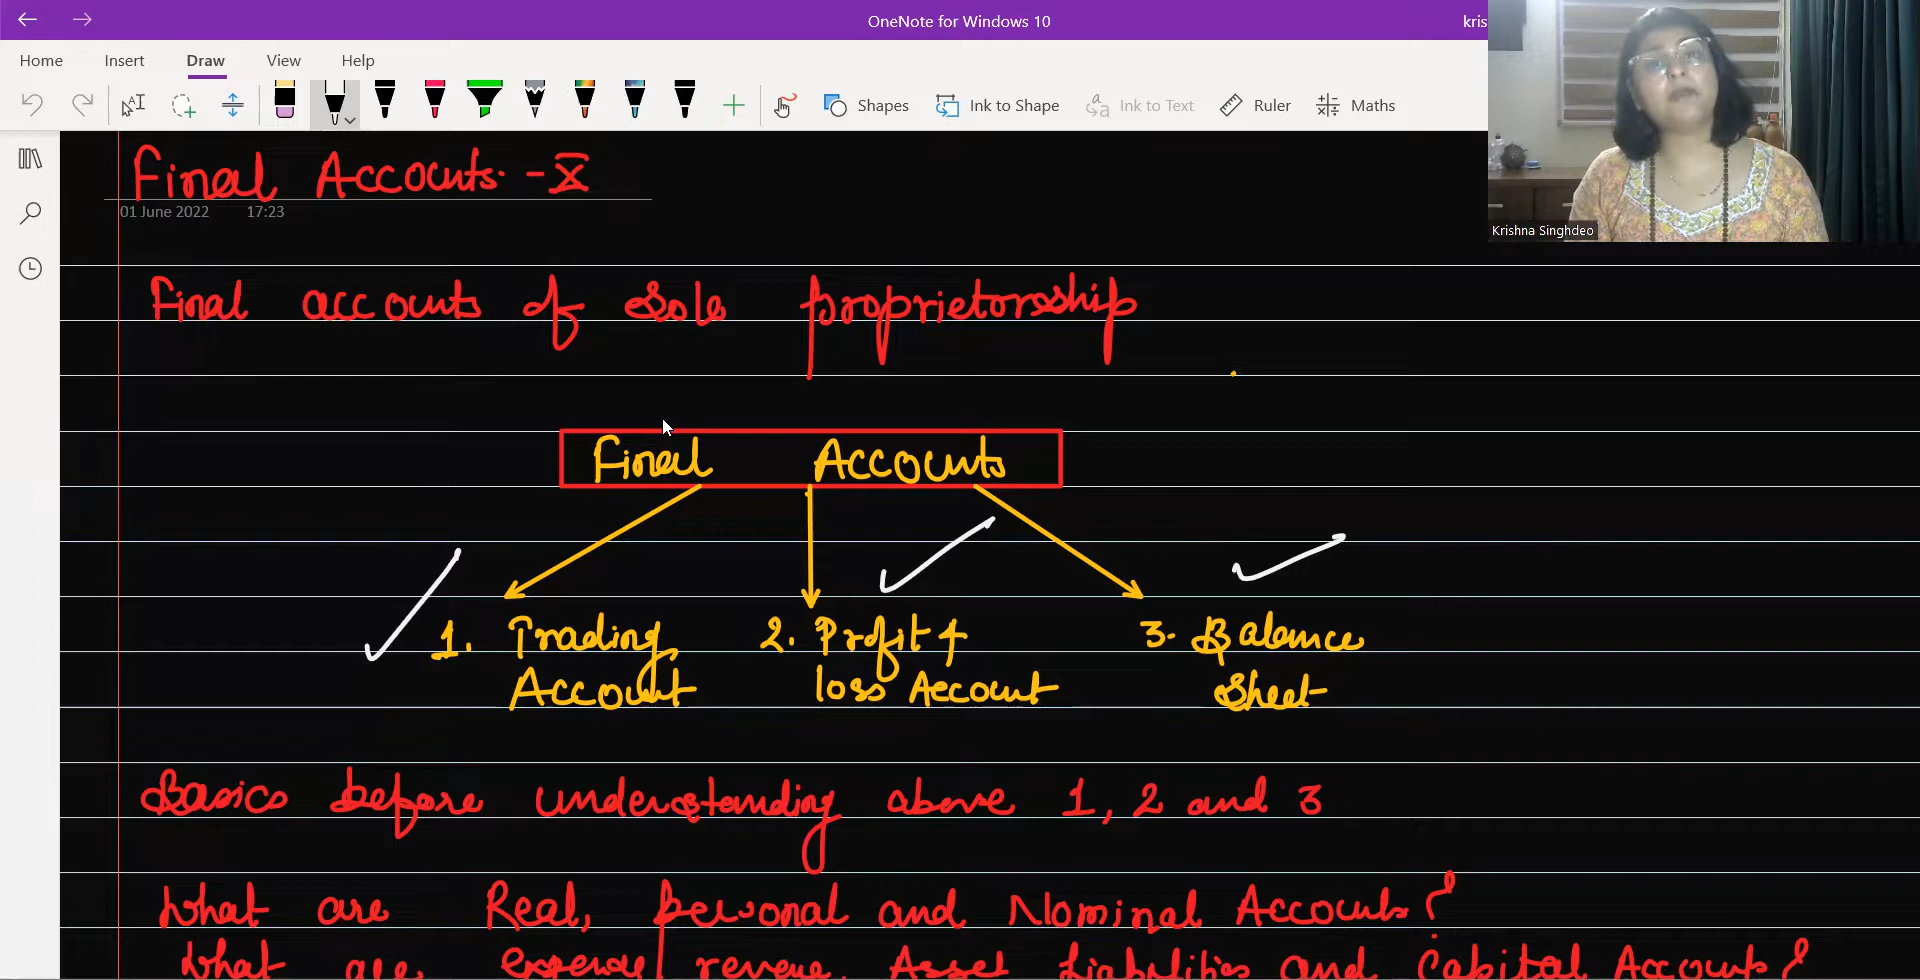 OneNote for Windows 10
kris
Home Insert Draw View Help
Shapes Ink to Shape Ink to Text Ruler Maths
Krishna Singhdeo
Final Accounts - X
01 June 2022 17:23
Final accounts of Sole proprietorship
Final Accounts
1. Trading Account
2. Profit & loss Account
3. Balance Sheet
Basics before understanding above 1, 2 and 3
What are Real, personal and Nominal Accounts?
What are expense, revenue, Asset Liabilities and Capital Accounts?